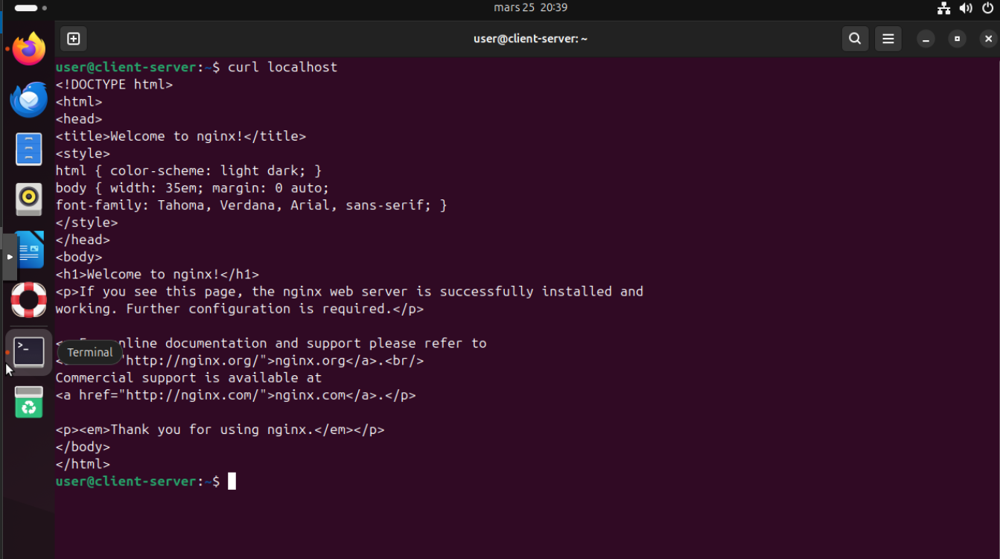 mars 25 20:39
user@client-server: ~
user@client-server:~$ curl localhost
<!DOCTYPE html>
<html>
<head>
<title>Welcome to nginx!</title>
<style>
html { color-scheme: light dark; }
body { width: 35em; margin: 0 auto;
font-family: Tahoma, Verdana, Arial, sans-serif; }
</style>
</head>
<body>
<h1>Welcome to nginx!</h1>
<p>If you see this page, the nginx web server is successfully installed and
working. Further configuration is required.</p>
online documentation and support please refer to
Terminal
"http://nginx.org/">nginx.org</a>.<br/>
Commercial support is available at
<a href="http://nginx.com/">nginx.com</a>.</p>
<p><em>Thank you for using nginx.</em></p>
</body>
</html>
user@client-server:~$